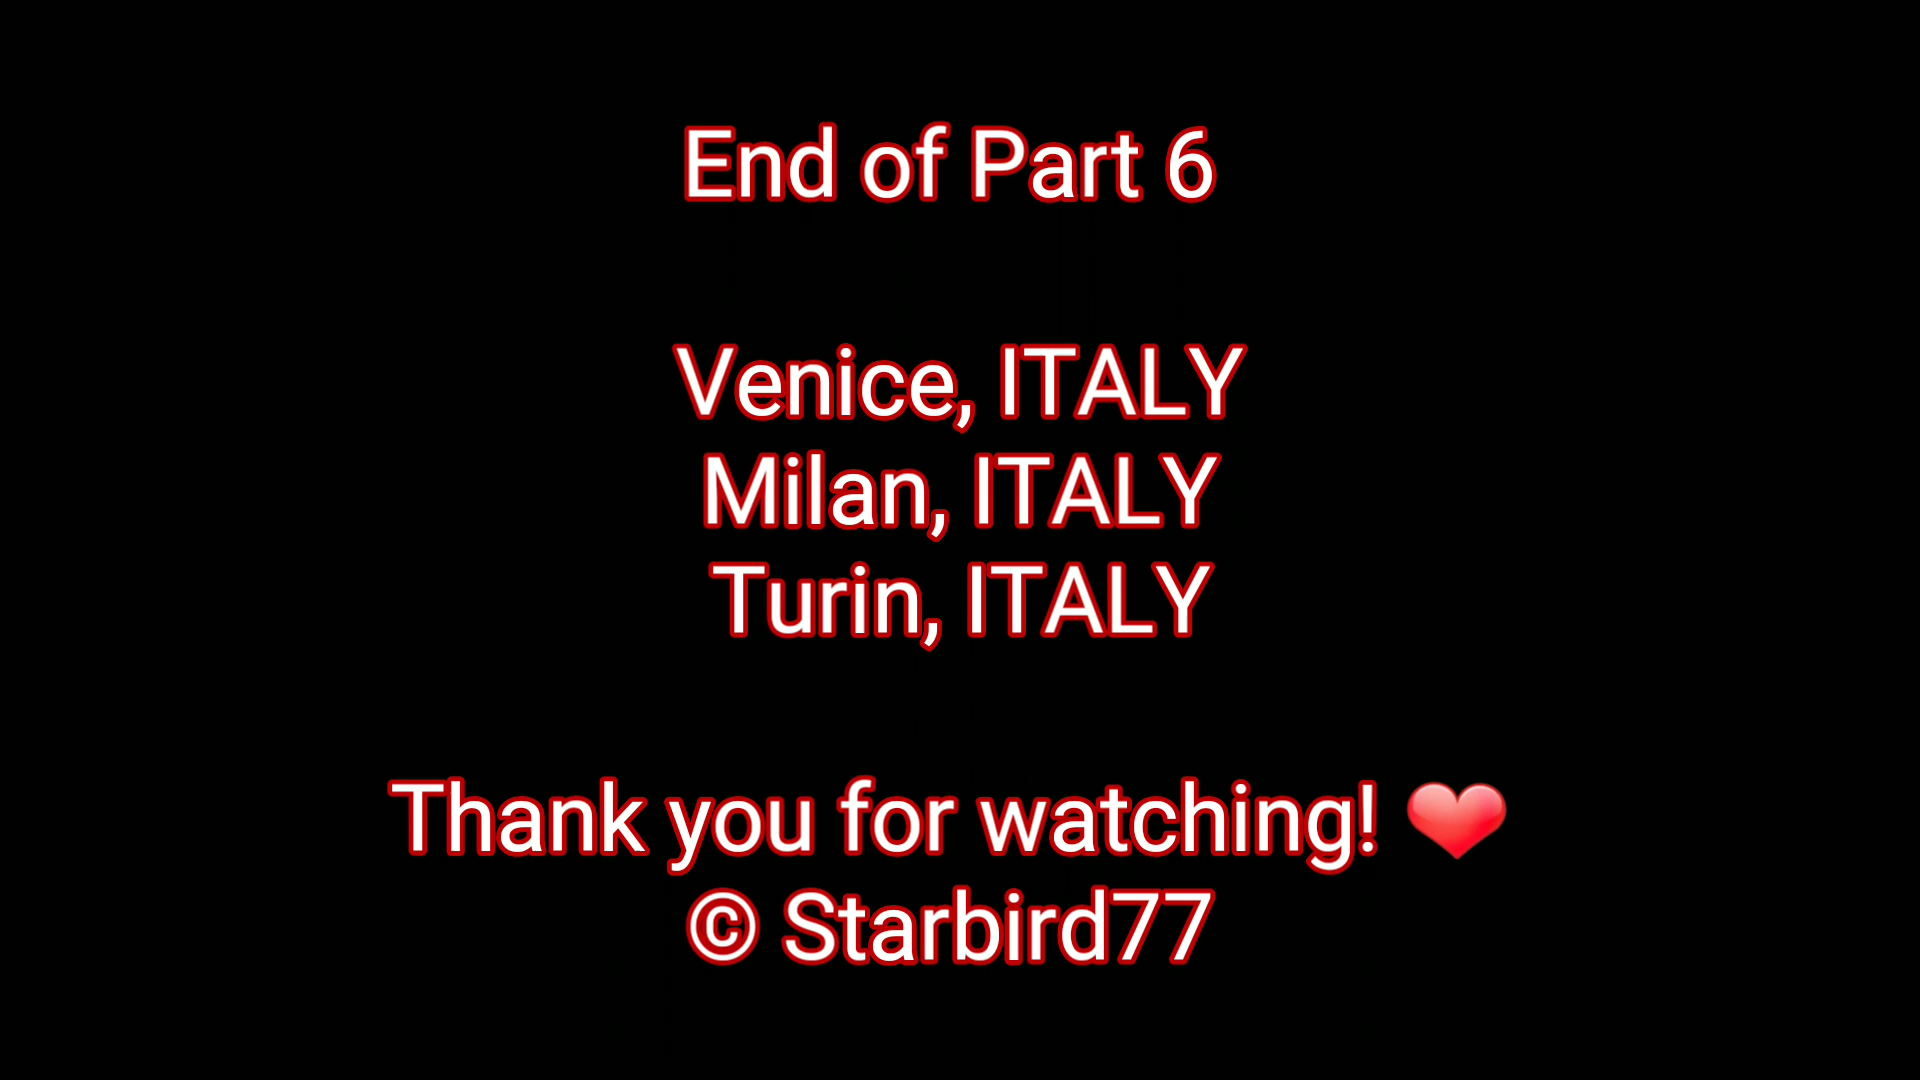 End of Part 6
Venice, ITALY
Milan, ITALY
Turin, ITALY
Thank you for watching! ❤
© Starbird77